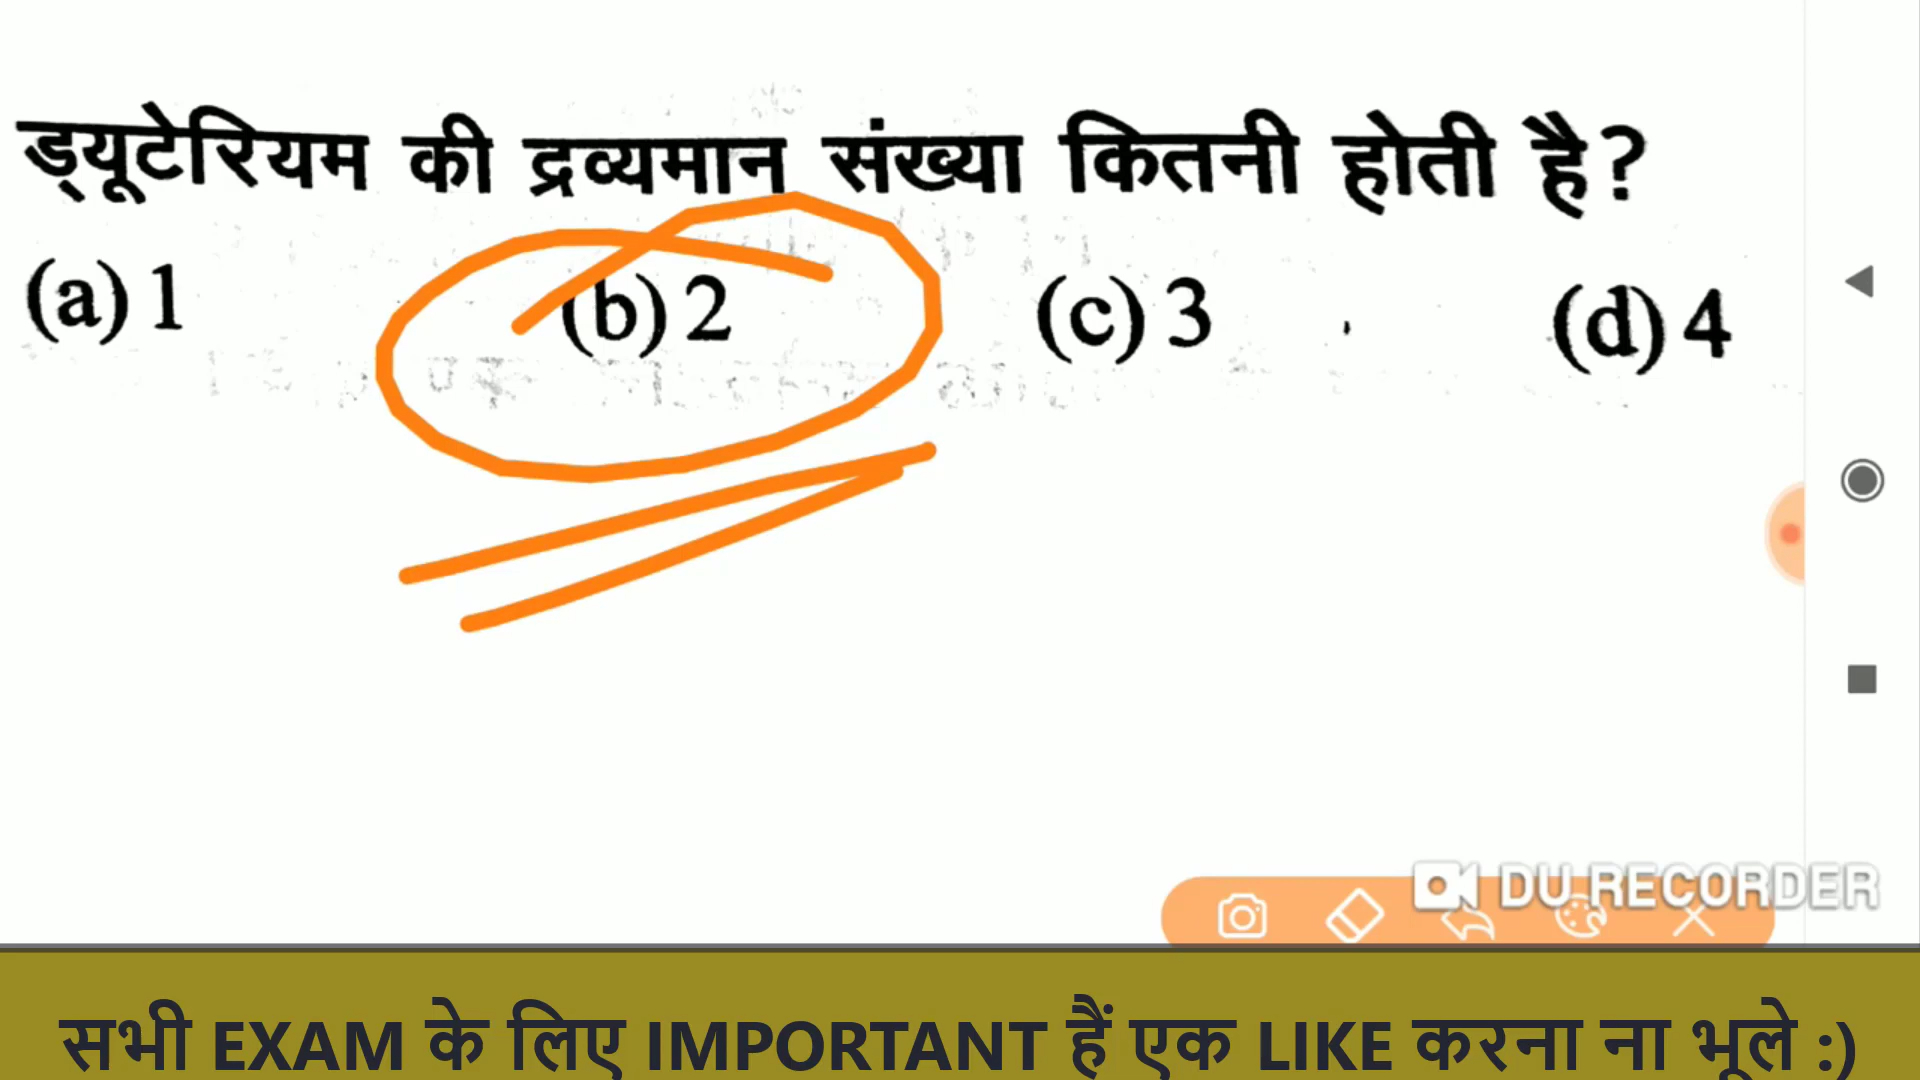 ड्यूटेरियम की द्रव्यमान संख्या कितनी होती है?
(a) 1 (b) 2 (c) 3 (d) 4
DU RECORDER
सभी EXAM के लिए IMPORTANT हैं एक LIKE करना ना भूले :)